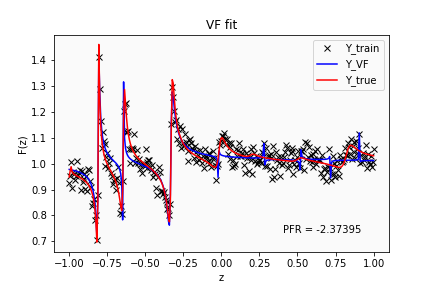 VF fit
Y_train
Y_VF
Y_true
F(z)
1.4
1.3
1.2
1.1
1.0
0.9
0.8
0.7
PFR = -2.37395
−1.00 −0.75 −0.50 −0.25 0.00 0.25 0.50 0.75 1.00
z